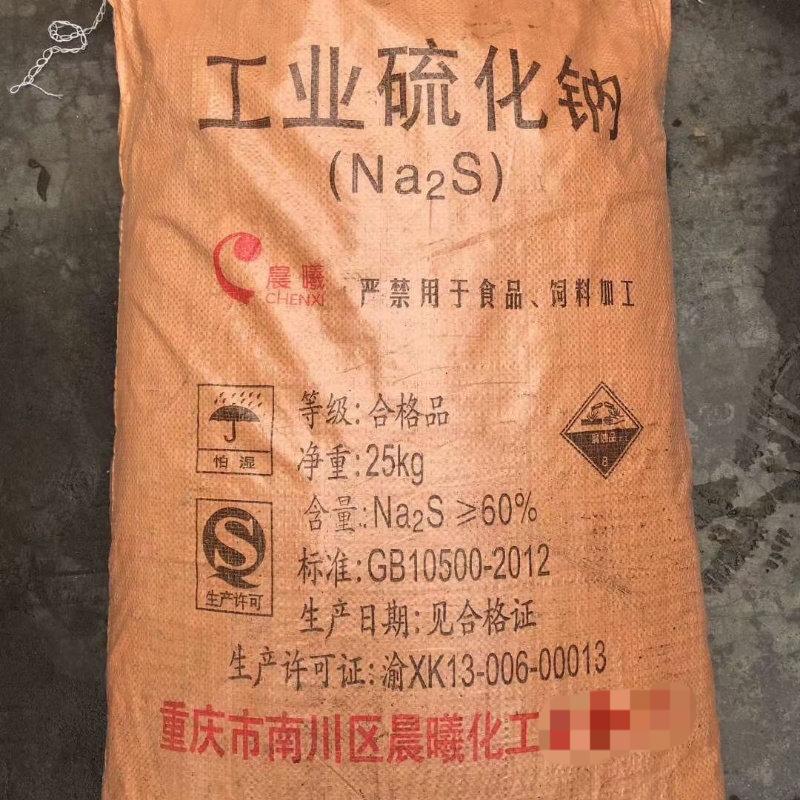 工业硫化钠
(Na₂S)
晨曦
CHENXI
严禁用于食品、饲料加工
等级:合格品
净重:25kg
含量:Na₂S ≥60%
标准:GB10500-2012
生产日期:见合格证
生产许可证:渝XK13-006-00013
怕湿
生产许可
8
重庆市南川区晨曦化工